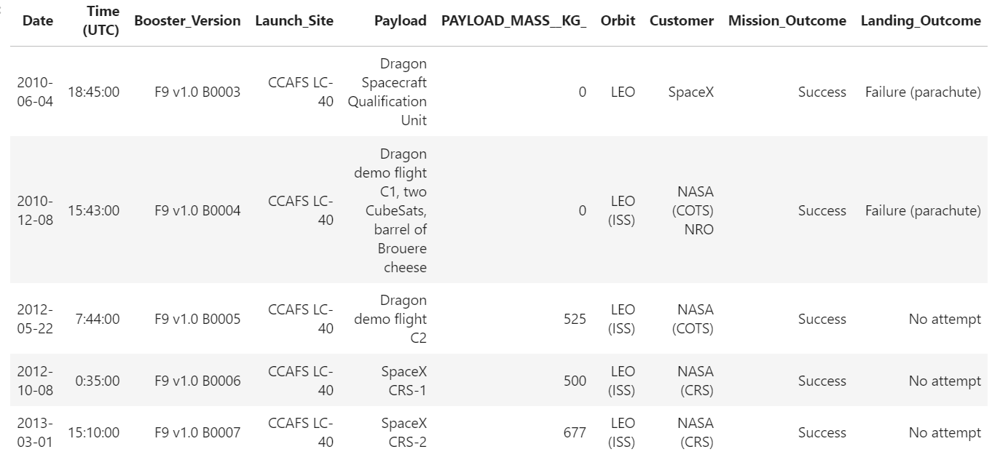 Date Time (UTC) Booster_Version Launch_Site Payload PAYLOAD_MASS__KG_ Orbit Customer Mission_Outcome Landing_Outcome
2010-06-04 18:45:00 F9 v1.0 B0003 CCAFS LC-40 Dragon Spacecraft Qualification Unit 0 LEO SpaceX Success Failure (parachute)
2010-12-08 15:43:00 F9 v1.0 B0004 CCAFS LC-40 Dragon demo flight C1, two CubeSats, barrel of Brouere cheese 0 LEO (ISS) NASA (COTS) NRO Success Failure (parachute)
2012-05-22 7:44:00 F9 v1.0 B0005 CCAFS LC-40 Dragon demo flight C2 525 LEO (ISS) NASA (COTS) Success No attempt
2012-10-08 0:35:00 F9 v1.0 B0006 CCAFS LC-40 SpaceX CRS-1 500 LEO (ISS) NASA (CRS) Success No attempt
2013-03-01 15:10:00 F9 v1.0 B0007 CCAFS LC-40 SpaceX CRS-2 677 LEO (ISS) NASA (CRS) Success No attempt